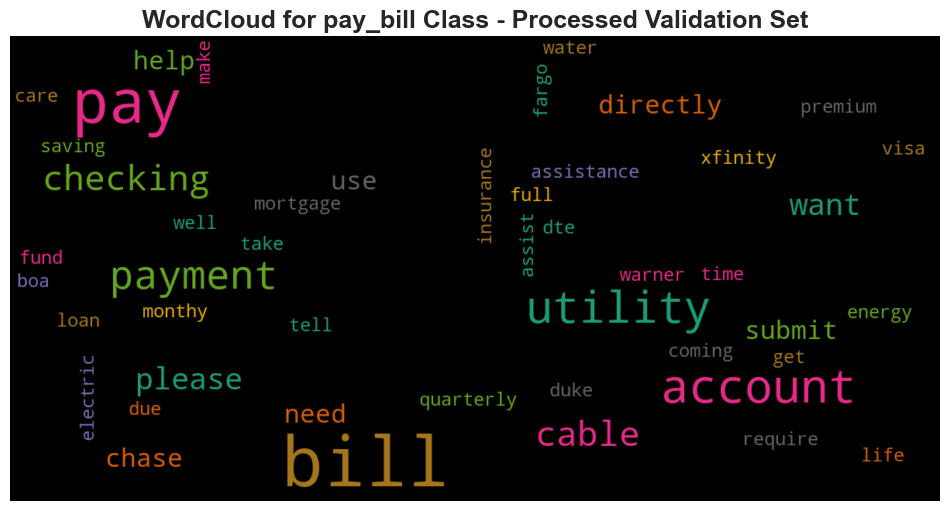 WordCloud for pay_bill Class - Processed Validation Set
help
make
water
care
pay
fargo
directly
premium
saving
checking
use
insurance
assistance
xfinity
visa
mortgage
full
want
well
take
assist
dte
fund
boa
payment
warner
time
loan
monthy
tell
utility
submit
energy
coming
get
electric
please
due
need
quarterly
duke
account
chase
bill
cable
require
life